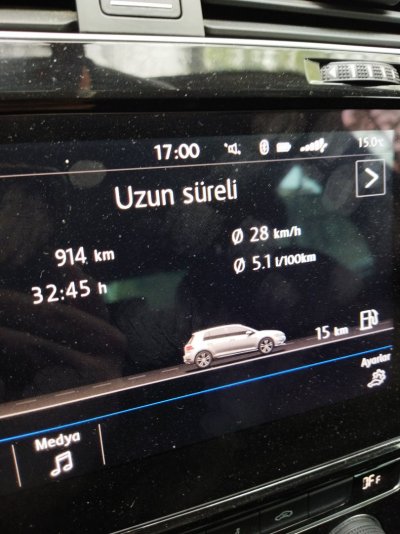 17:00 15.0°C
Uzun süreli
914 km
Ø 28 km/h
32:45 h
Ø 5.1 l/100km
15 km
Ayarlar
Medya
OFF